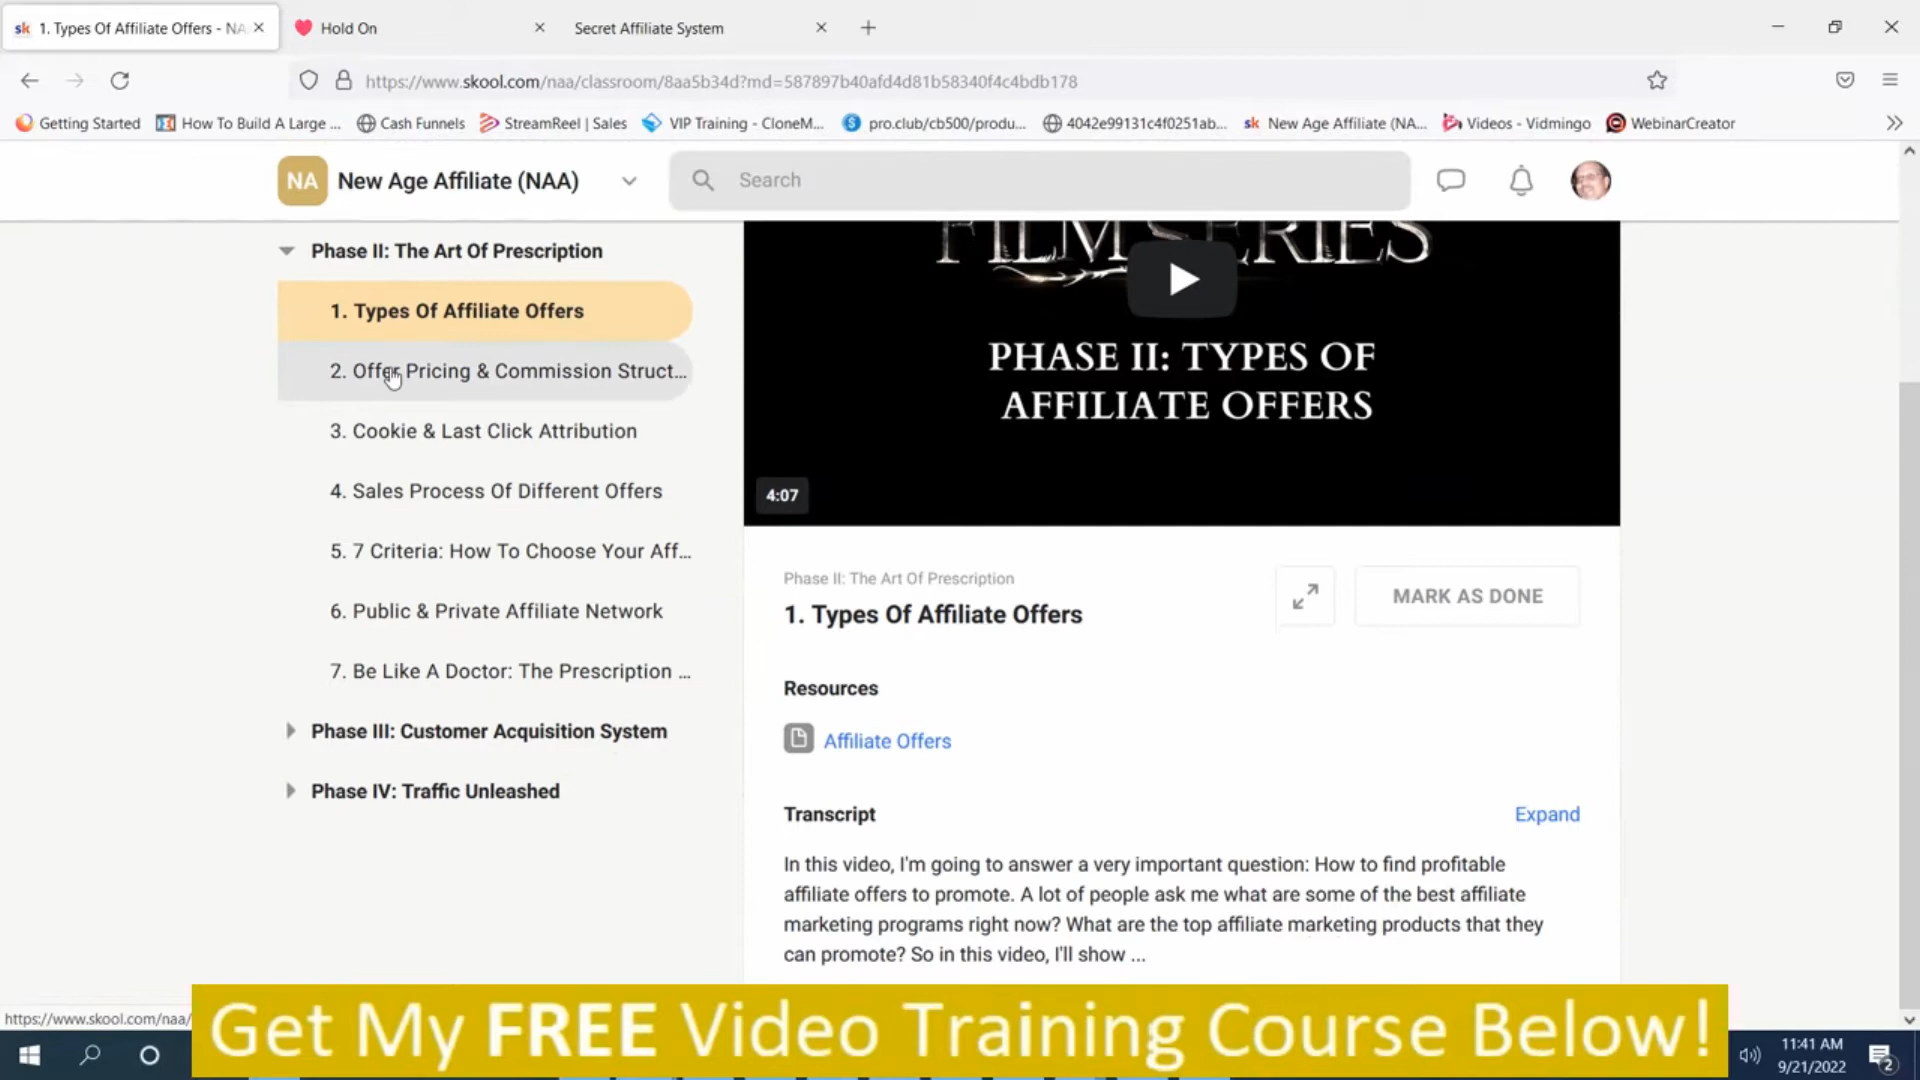 sk 1. Types Of Affiliate Offers - NA
Hold On
Secret Affiliate System
https://www.skool.com/naa/classroom/8aa5b34d?md=587897b40afd4d81b58340f4c4bdb178
Getting Started
How To Build A Large ...
Cash Funnels
StreamReel | Sales
VIP Training - CloneM...
pro.club/cb500/produ...
4042e99131c4f0251ab...
sk New Age Affiliate (NA...
Videos - Vidmingo
WebinarCreator
NA New Age Affiliate (NAA)
Search
Phase II: The Art Of Prescription
1. Types Of Affiliate Offers
2. Offer Pricing & Commission Struct...
3. Cookie & Last Click Attribution
4. Sales Process Of Different Offers
5. 7 Criteria: How To Choose Your Aff...
6. Public & Private Affiliate Network
7. Be Like A Doctor: The Prescription ...
Phase III: Customer Acquisition System
Phase IV: Traffic Unleashed
FILM SERIES
PHASE II: TYPES OF
AFFILIATE OFFERS
4:07
Phase II: The Art Of Prescription
1. Types Of Affiliate Offers
MARK AS DONE
Resources
Affiliate Offers
Transcript
Expand
In this video, I'm going to answer a very important question: How to find profitable
affiliate offers to promote. A lot of people ask me what are some of the best affiliate
marketing programs right now? What are the top affiliate marketing products that they
can promote? So in this video, I'll show ...
https://www.skool.com/naa/
Get My FREE Video Training Course Below!
11:41 AM
9/21/2022
2